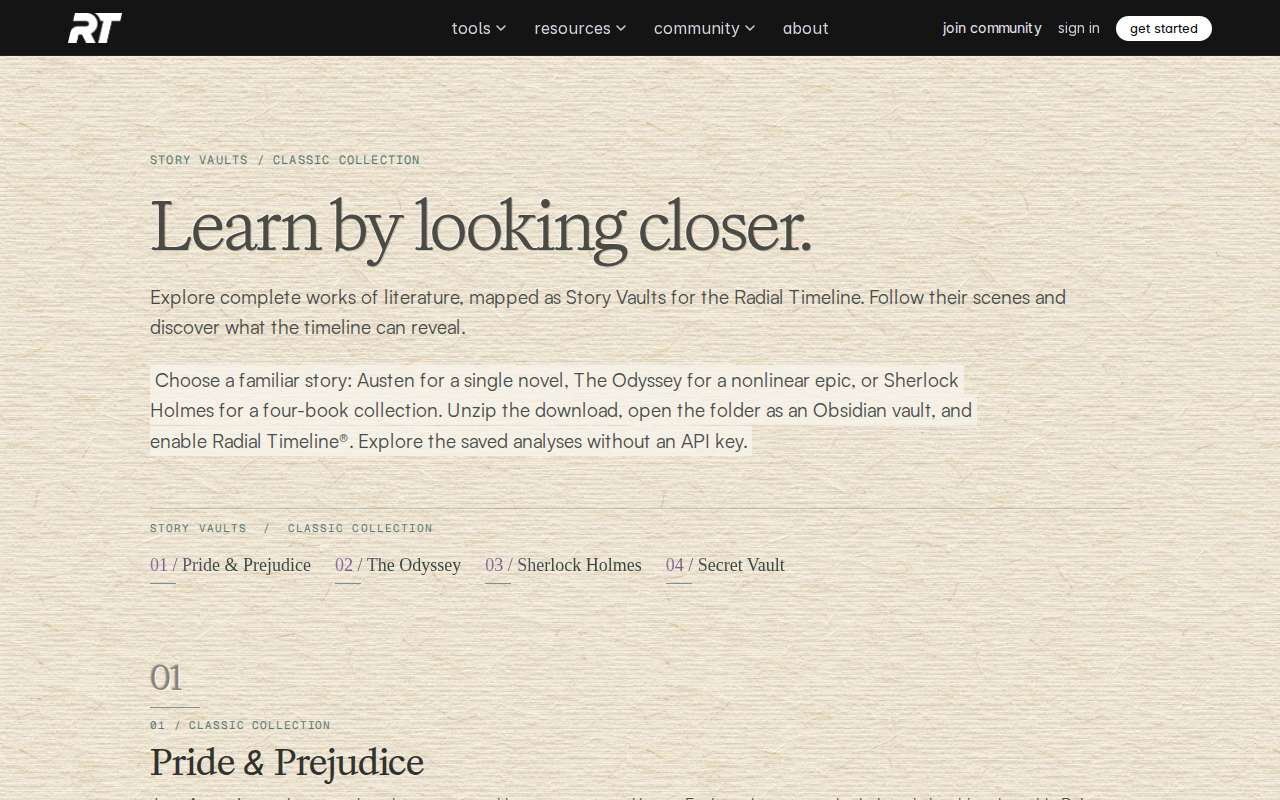 RT
tools
resources
community
about
join community
sign in
get started
STORY VAULTS / CLASSIC COLLECTION
Learn by looking closer.
Explore complete works of literature, mapped as Story Vaults for the Radial Timeline. Follow their scenes and
discover what the timeline can reveal.
Choose a familiar story: Austen for a single novel, The Odyssey for a nonlinear epic, or Sherlock
Holmes for a four-book collection. Unzip the download, open the folder as an Obsidian vault, and
enable Radial Timeline®. Explore the saved analyses without an API key.
STORY VAULTS / CLASSIC COLLECTION
01 / Pride & Prejudice
02 / The Odyssey
03 / Sherlock Holmes
04 / Secret Vault
01
01 / CLASSIC COLLECTION
Pride & Prejudice